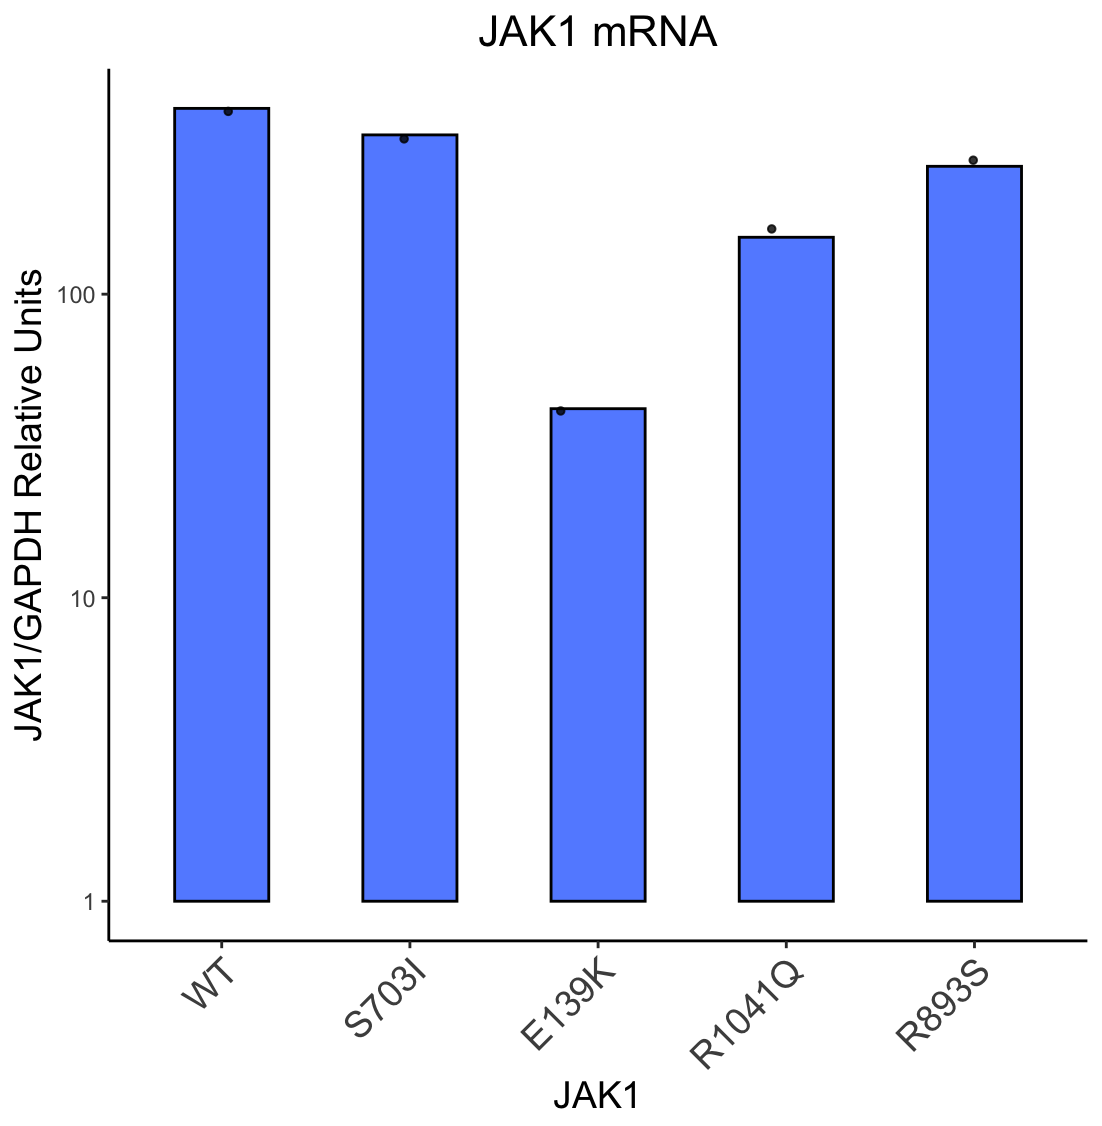 JAK1 mRNA
JAK1/GAPDH Relative Units
100
10
1
WT
S703I
E139K
R1041Q
R893S
JAK1